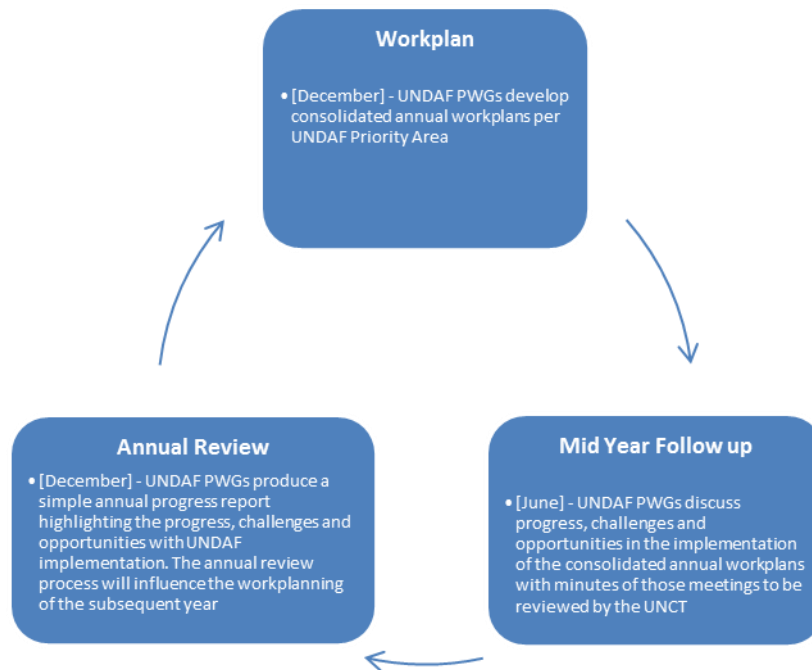 Workplan
• [December] - UNDAF PWGs develop
consolidated annual workplans per
UNDAF Priority Area
Annual Review
• [December] - UNDAF PWGs produce a
simple annual progress report
highlighting the progress, challenges and
opportunities with UNDAF
implementation. The annual review
process will influence the workplanning
of the subsequent year
Mid Year Follow up
• [June] - UNDAF PWGs discuss
progress, challenges and
opportunities in the implementation
of the consolidated annual workplans
with minutes of those meetings to be
reviewed by the UNCT